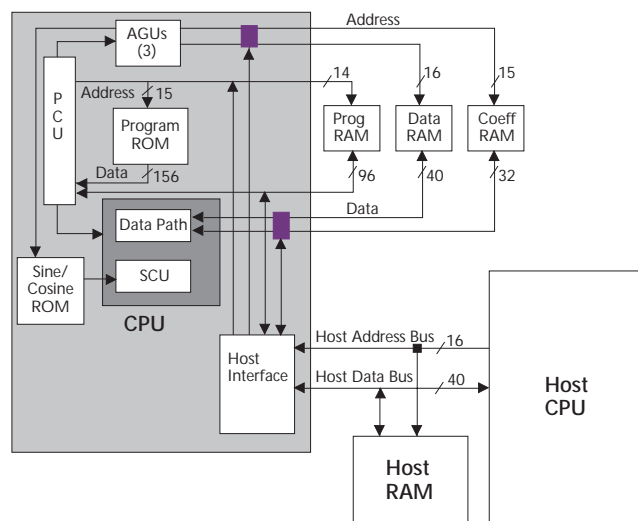 Address
AGUs
(3)
14
16
15
P
C
U
Address
15
Program
ROM
Prog
RAM
Data
RAM
Coeff
RAM
Data
156
96
40
32
Data
Data Path
SCU
Sine/
Cosine
ROM
CPU
Host
Interface
Host Address Bus
16
Host Data Bus
40
Host
CPU
Host
RAM